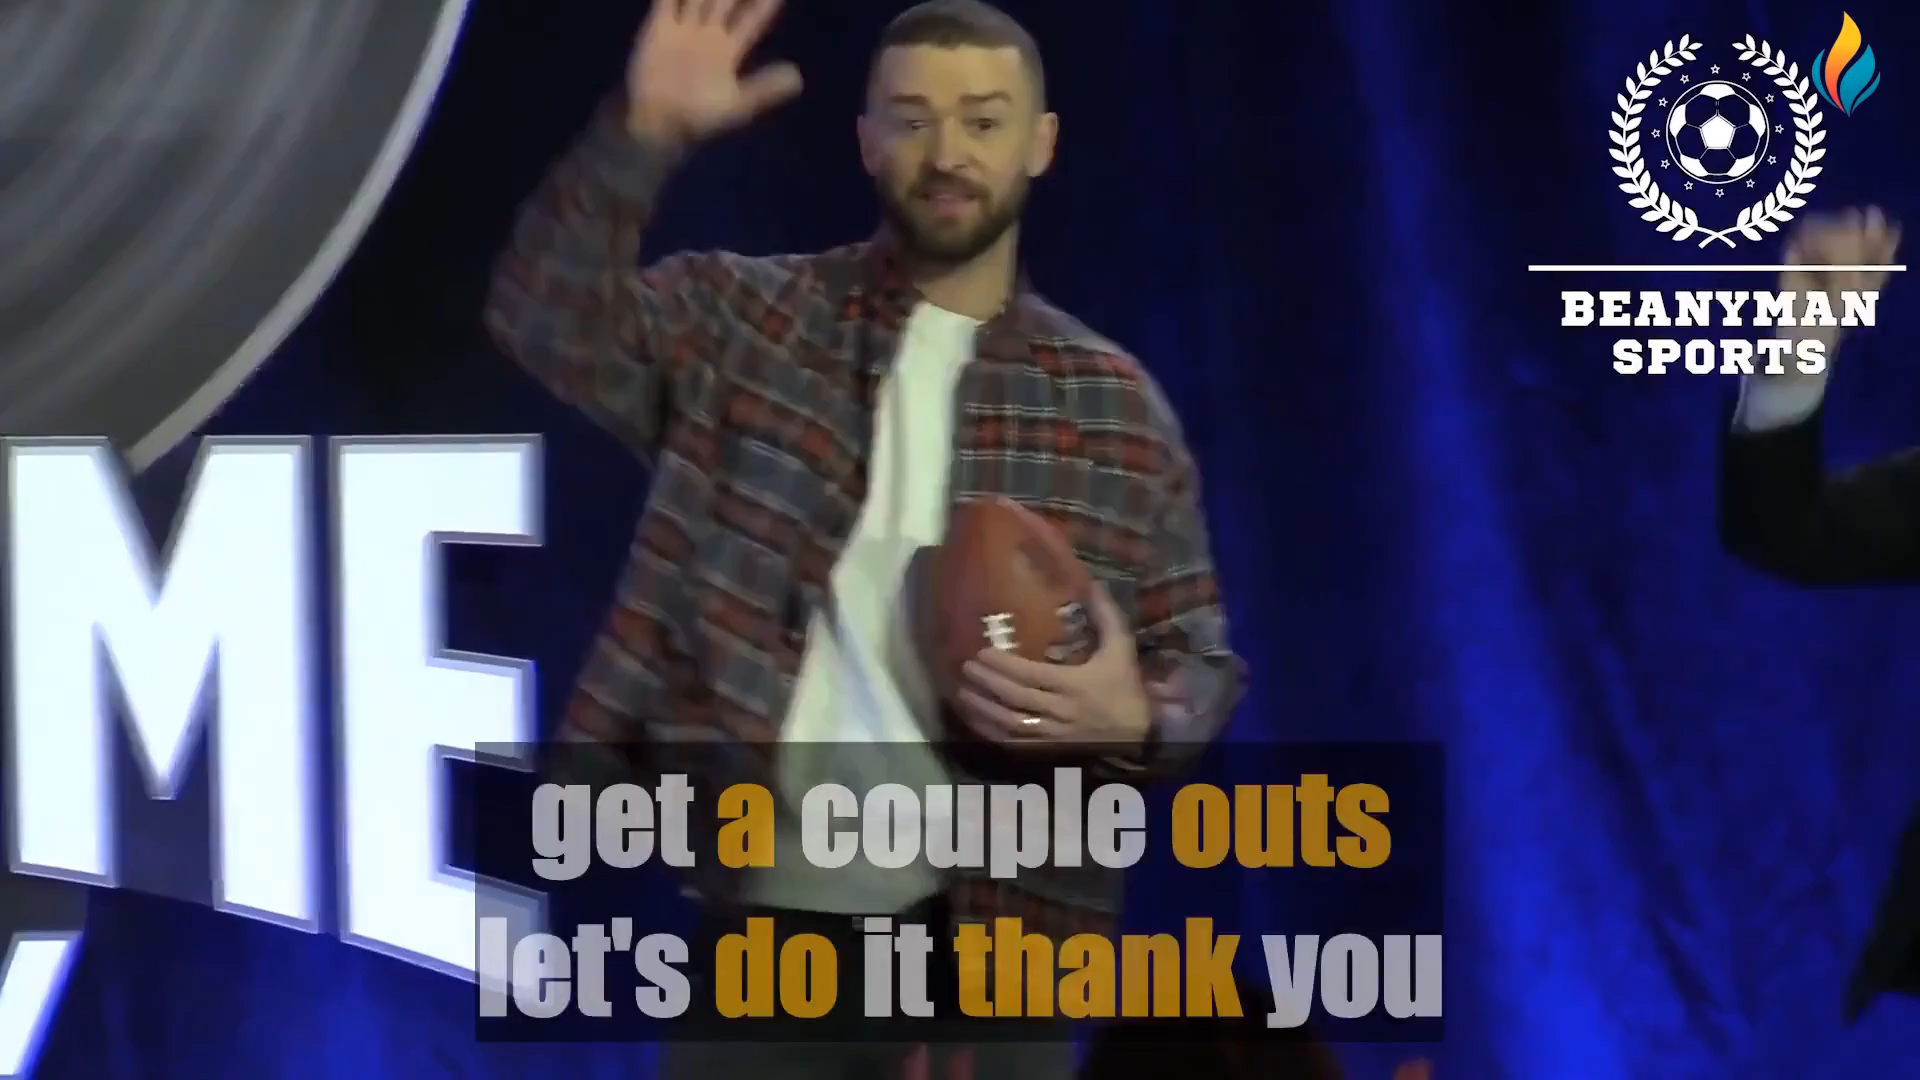 BEANYMAN
SPORTS
ME
get a couple outs
let's do it thank you